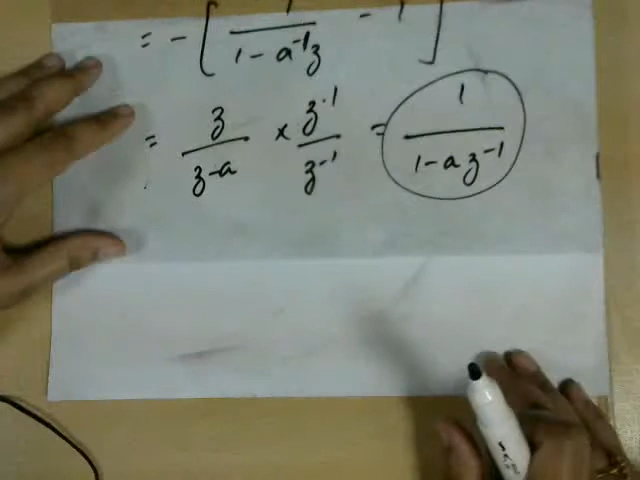 = - [ 1/(1 - a⁻¹z) - 1 ]
= z/(z-a) × z⁻¹/z⁻¹ = 1/(1-az⁻¹)